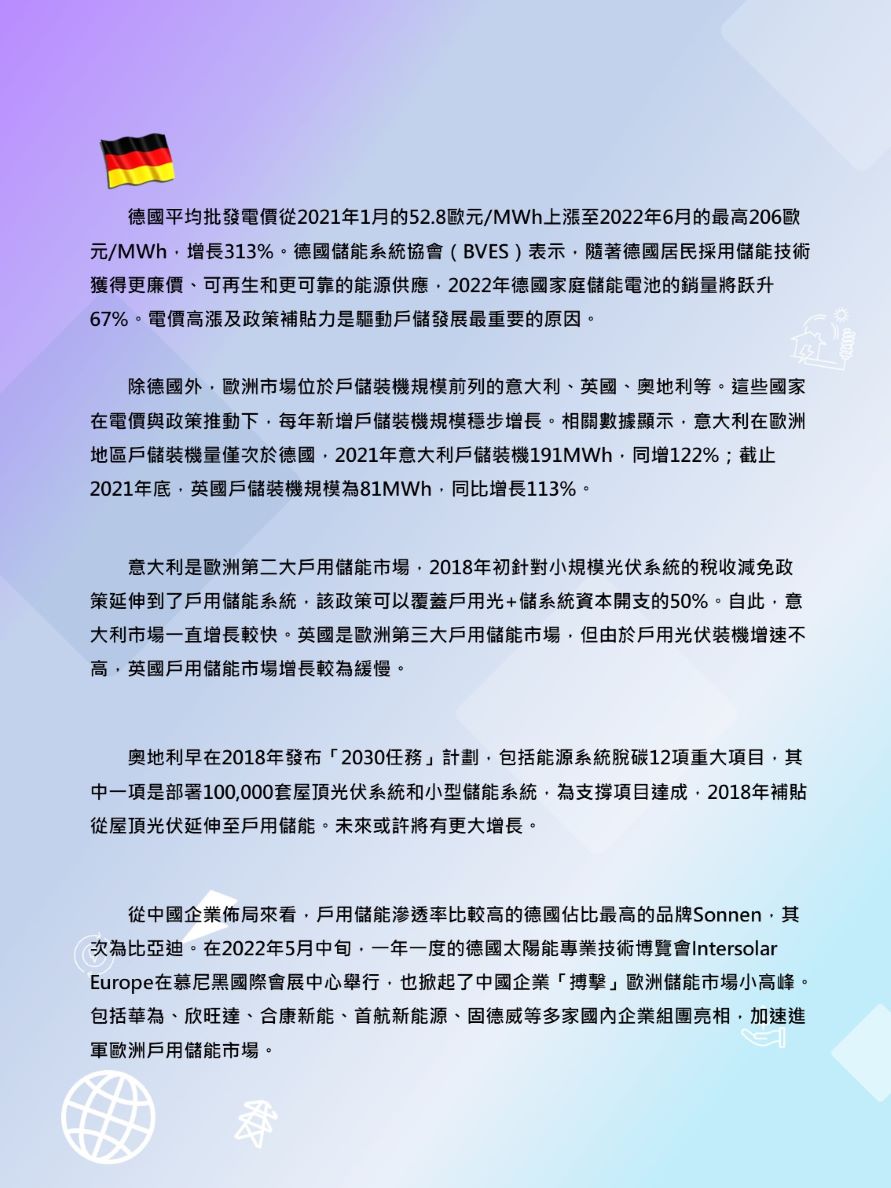 德國平均批發電價從2021年1月的52.8歐元/MWh上漲至2022年6月的最高206歐
元/MWh，增長313%。德國儲能系統協會（BVES）表示，隨著德國居民採用儲能技術
獲得更廉價、可再生和更可靠的能源供應，2022年德國家庭儲能電池的銷量將跃升
67%。電價高漲及政策補貼力是驅動戶儲發展最重要的原因。
除德國外，歐洲市場位於戶儲裝機規模前列的意大利、英國、奧地利等。這些國家
在電價與政策推動下，每年新增戶儲裝機規模穩步增長。相關數據顯示，意大利在歐洲
地區戶儲裝機量僅次於德國，2021年意大利戶儲裝機191MWh，同增122%；截止
2021年底，英國戶儲裝機規模為81MWh，同比增長113%。
意大利是歐洲第二大戶用儲能市場，2018年初針對小規模光伏系統的稅收減免政
策延伸到了戶用儲能系統，該政策可以覆蓋戶用光+儲系統資本開支的50%。自此，意
大利市場一直增長較快。英國是歐洲第三大戶用儲能市場，但由於戶用光伏裝機增速不
高，英國戶用儲能市場增長較為緩慢。
奧地利早在2018年發布「2030任務」計劃，包括能源系統脫碳12項重大項目，其
中一項是部署100,000套屋頂光伏系統和小型儲能系統，為支撐項目達成，2018年補貼
從屋頂光伏延伸至戶用儲能。未來或許將有更大增長。
從中國企業佈局來看，戶用儲能滲透率比較高的德國佔比最高的品牌Sonnen，其
次為比亞迪。在2022年5月中旬，一年一度的德國太陽能專業技術博覽會Intersolar
Europe在慕尼黑國際會展中心舉行，也掀起了中國企業「搏擊」歐洲儲能市場小高峰。
包括華為、欣旺達、合康新能、首航新能源、固德威等多家國內企業組團亮相，加速進
軍歐洲戶用儲能市場。